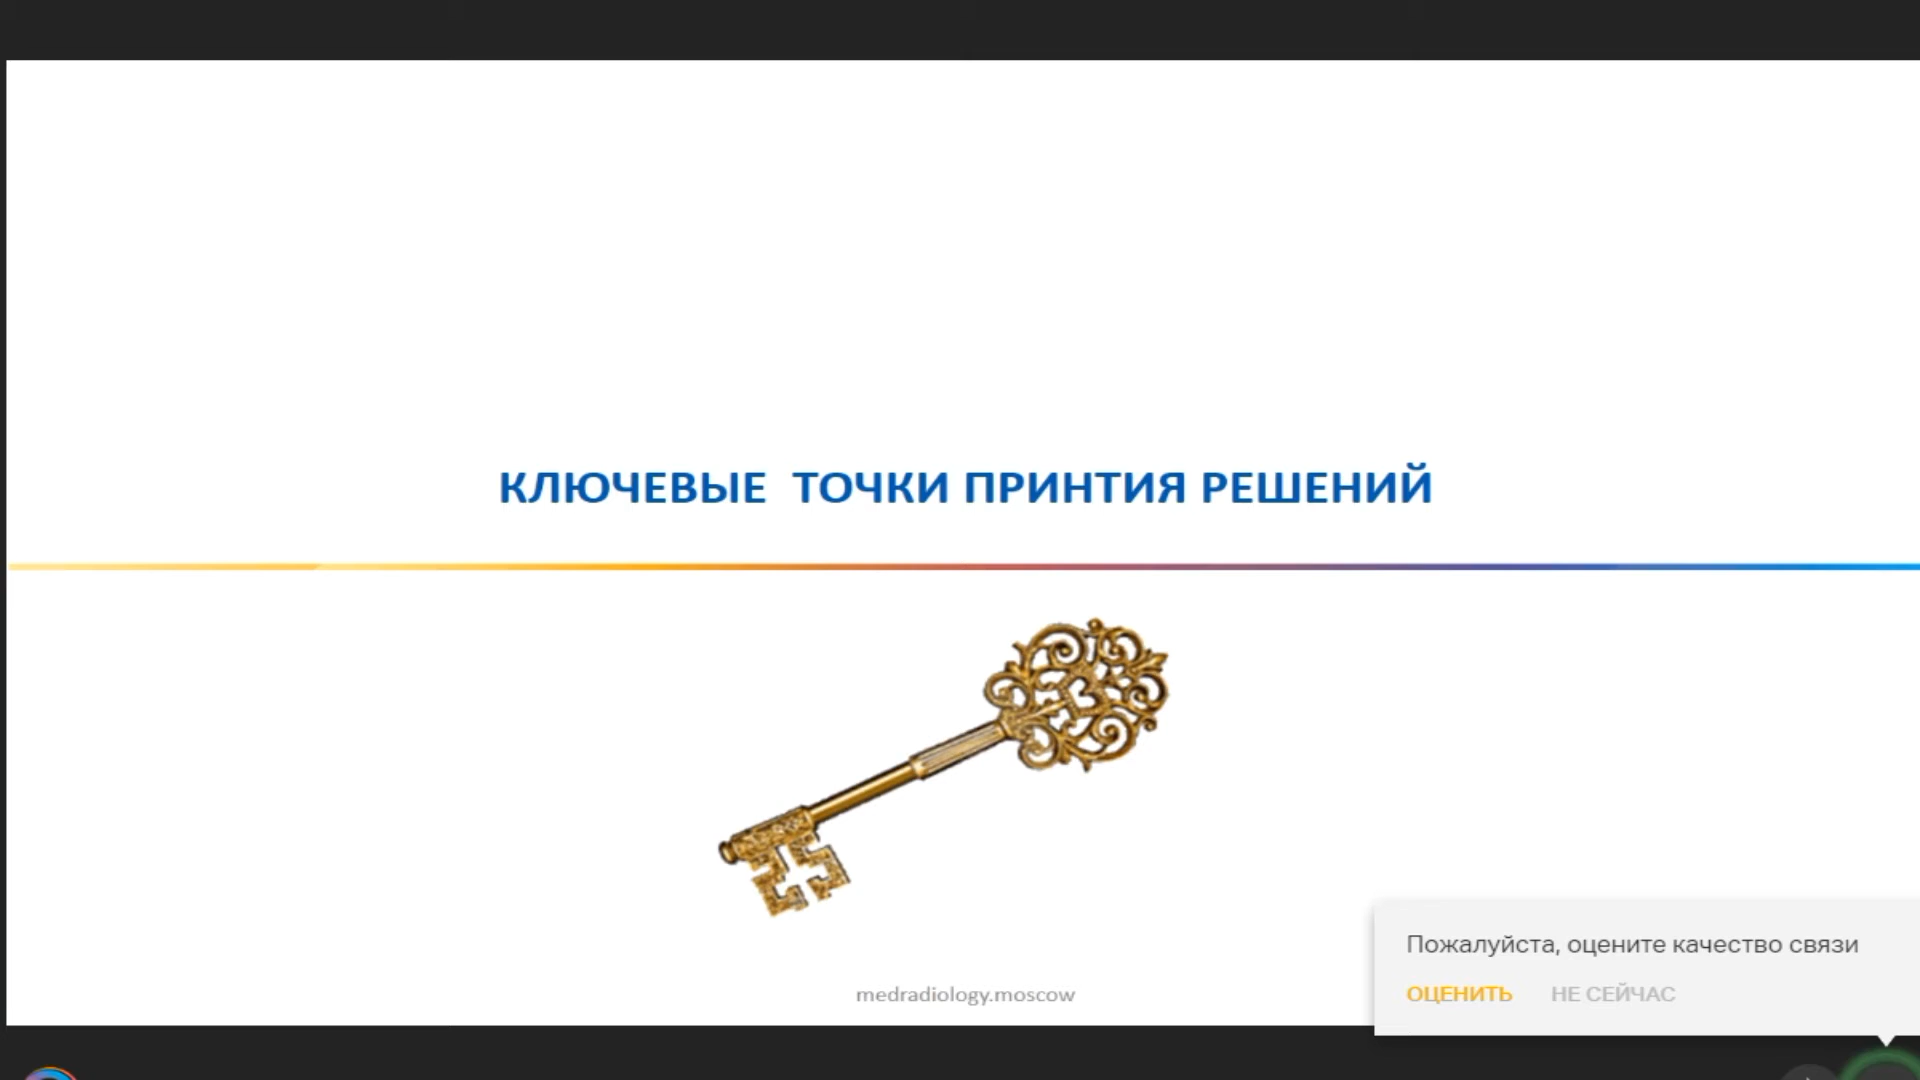 КЛЮЧЕВЫЕ ТОЧКИ ПРИНТИЯ РЕШЕНИЙ
medradiology.moscow
Пожалуйста, оцените качество связи
ОЦЕНИТЬ НЕ СЕЙЧАС